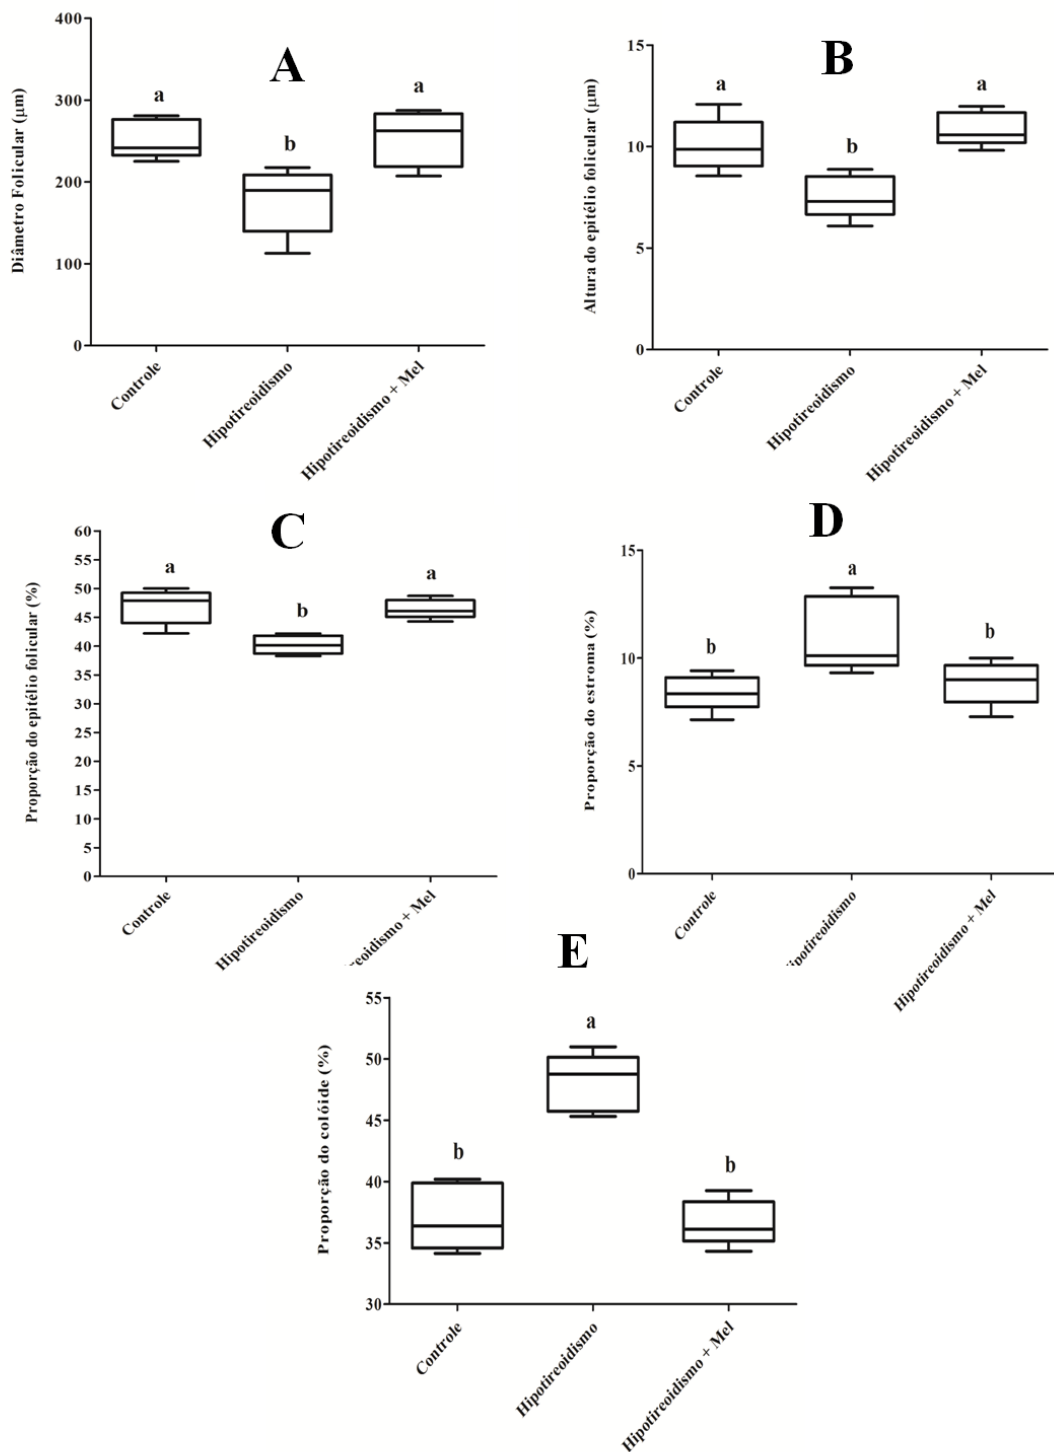 A
Diâmetro Folicular (µm)
400
300
200
100
0
a
b
a
Controle
Hipotireoidismo
Hipotireoidismo + Mel
B
Altura do epitélio folicular (µm)
15
10
5
0
a
b
a
Controle
Hipotireoidismo
Hipotireoidismo + Mel
C
Proporção do epitélio folicular (%)
60
55
50
45
40
35
30
25
20
15
10
5
0
a
b
a
Controle
Hipotireoidismo
reoidismo + Mel
D
Proporção do estroma (%)
15
10
5
0
b
a
b
Controle
Hipotireoidismo
Hipotireoidismo + Mel
E
Proporção do colóide (%)
55
50
45
40
35
30
b
a
b
Controle
Hipotireoidismo
Hipotireoidismo + Mel